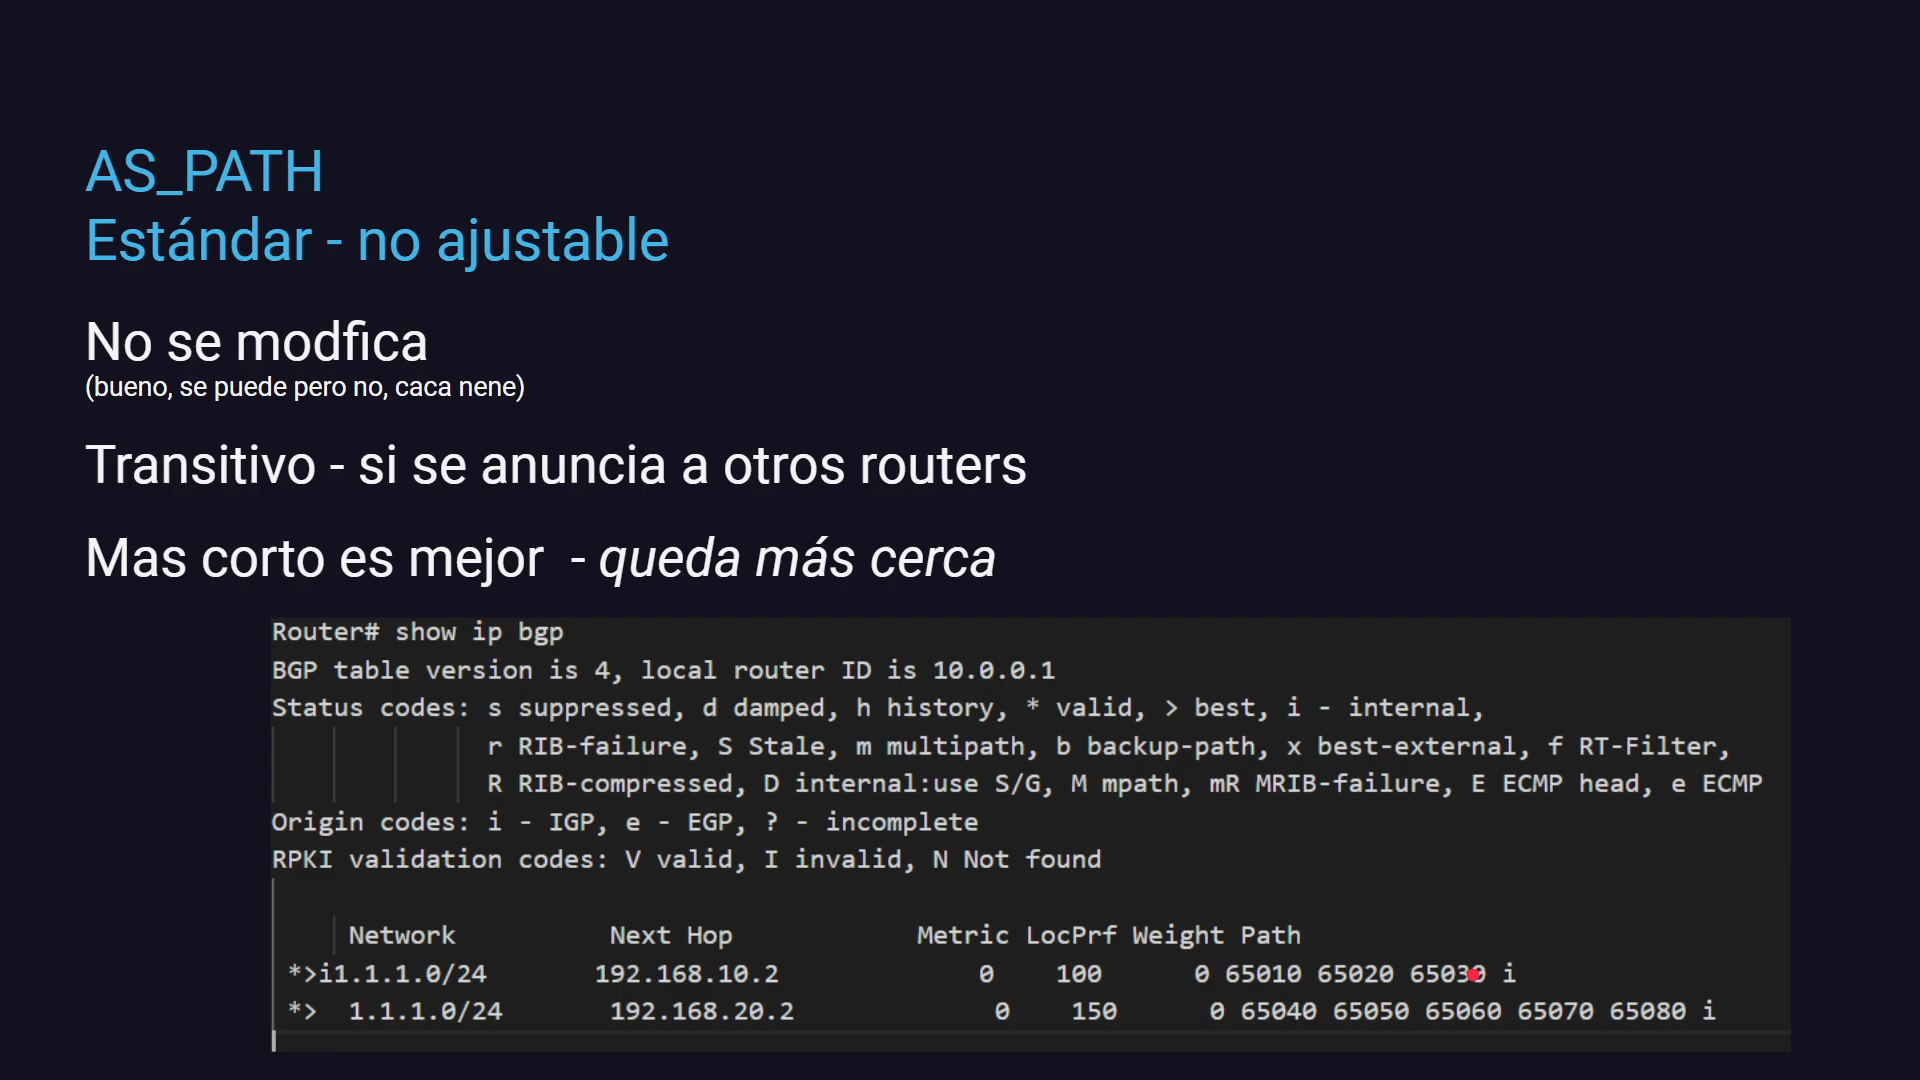 AS_PATH
Estándar - no ajustable
No se modfica
(bueno, se puede pero no, caca nene)
Transitivo - si se anuncia a otros routers
Mas corto es mejor - queda más cerca
Router# show ip bgp
BGP table version is 4, local router ID is 10.0.0.1
Status codes: s suppressed, d damped, h history, * valid, > best, i - internal,
r RIB-failure, S Stale, m multipath, b backup-path, x best-external, f RT-Filter,
R RIB-compressed, D internal:use S/G, M mpath, mR MRIB-failure, E ECMP head, e ECMP
Origin codes: i - IGP, e - EGP, ? - incomplete
RPKI validation codes: V valid, I invalid, N Not found
Network Next Hop Metric LocPrf Weight Path
*>i1.1.1.0/24 192.168.10.2 0 100 0 65010 65020 65030 i
*> 1.1.1.0/24 192.168.20.2 0 150 0 65040 65050 65060 65070 65080 i